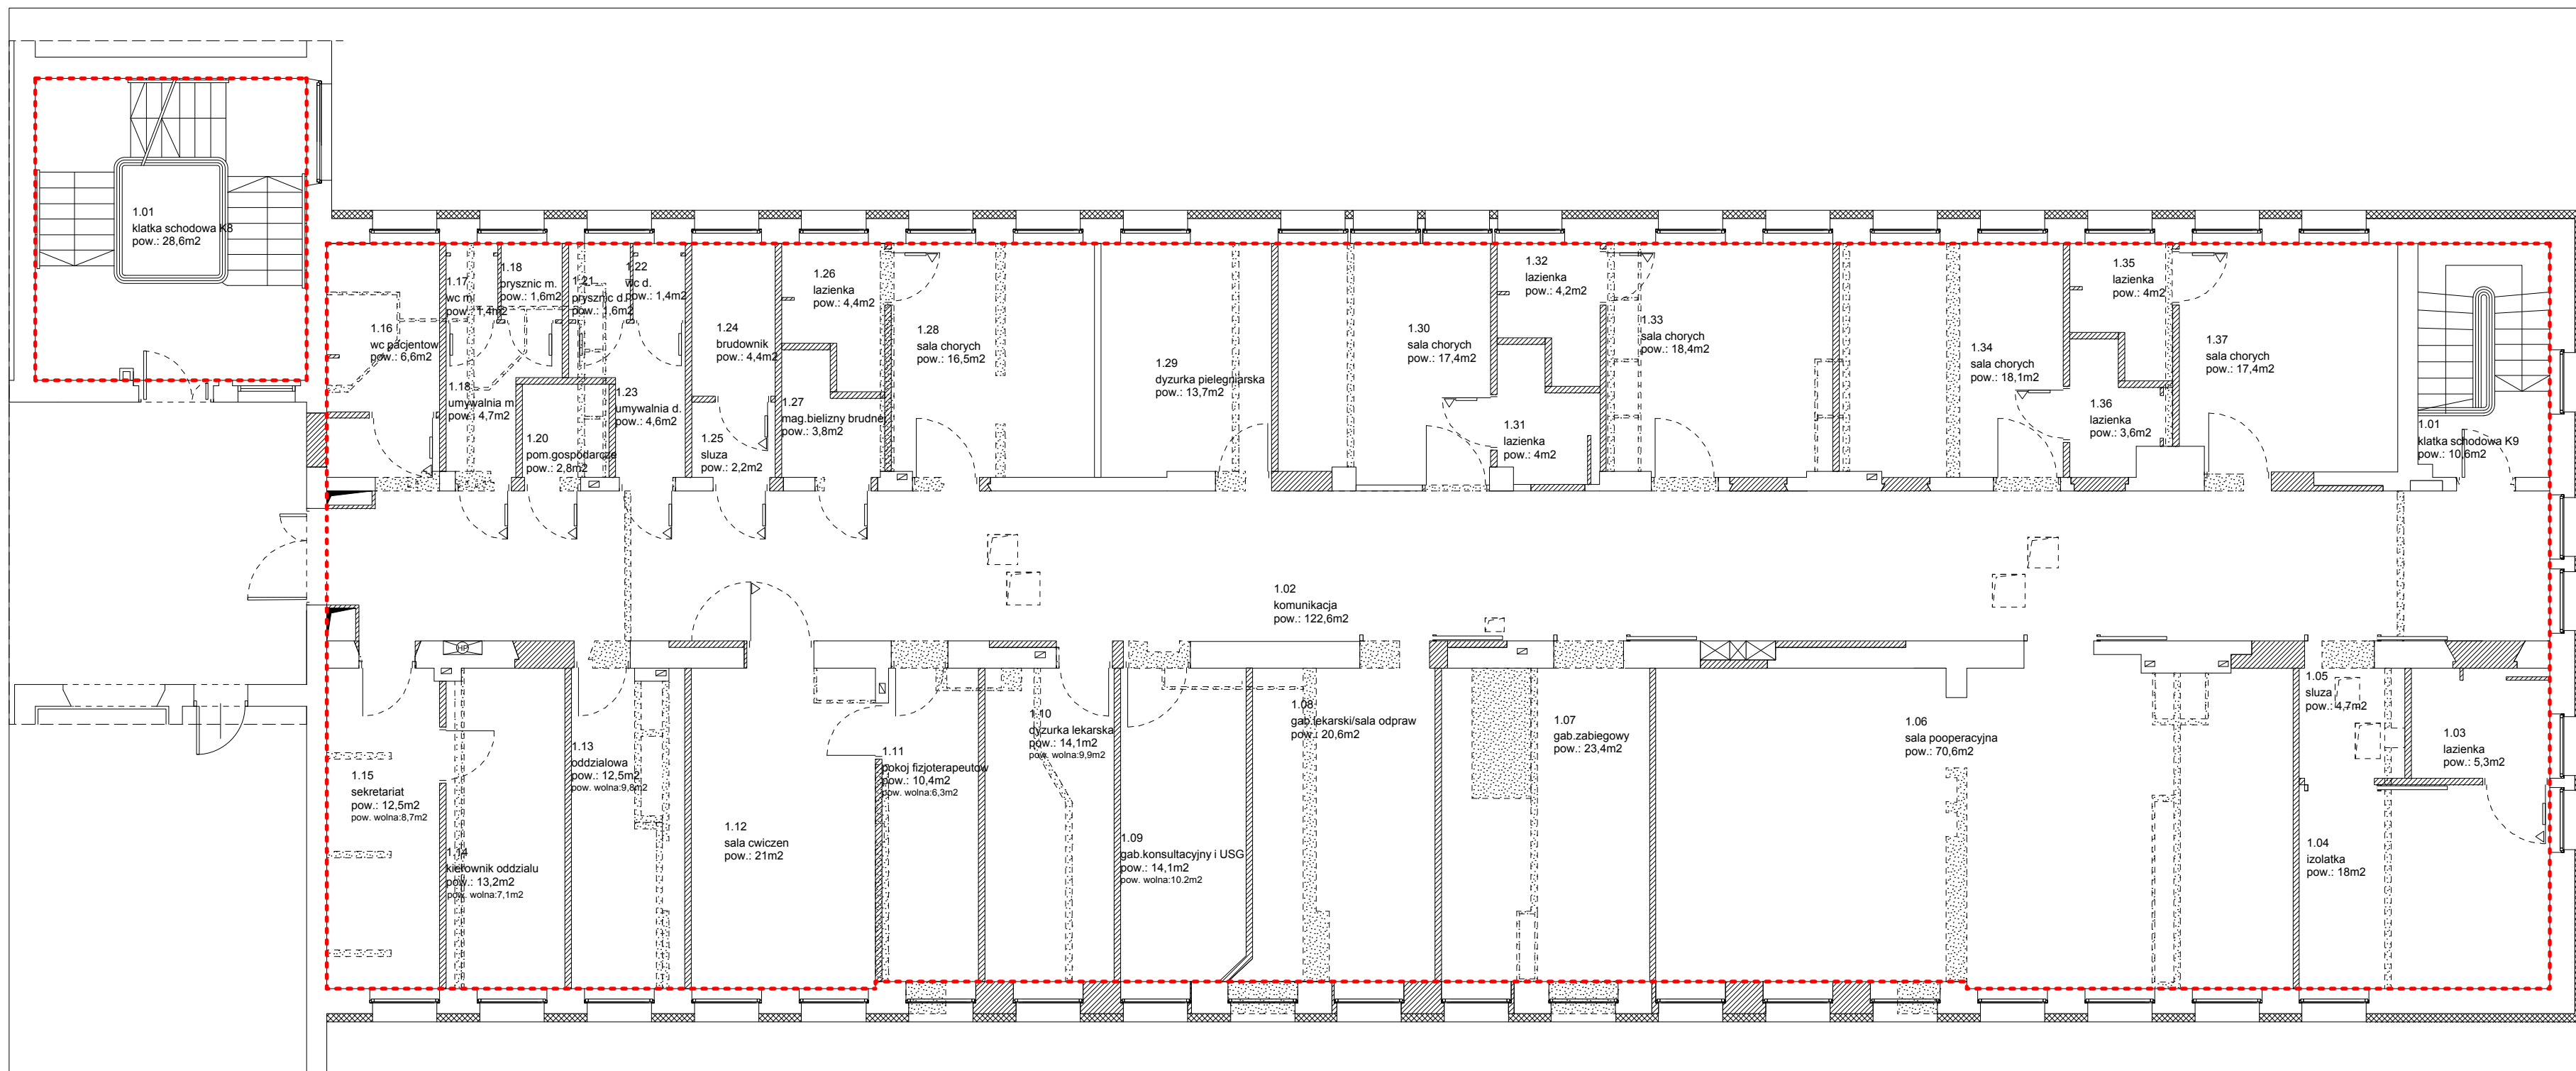 1.01
klatka schodowa K8
pow.: 28,6m2
1.16
wc pacjentow
pow.: 6,6m2
1.17
wc m.
pow.: 1,4m2
1.18
prysznic m.
pow.: 1,6m2
1.21
prysznic d.
pow.: 1,6m2
1.22
wc d.
pow.: 1,4m2
1.18
umywalnia m.
pow.: 4,7m2
1.20
pom.gospodarcze
pow.: 2,8m2
1.23
umywalnia d.
pow.: 4,6m2
1.24
brudownik
pow.: 4,4m2
1.25
sluza
pow.: 2,2m2
1.26
lazienka
pow.: 4,4m2
1.27
mag.bielizny brudnej
pow.: 3,8m2
1.28
sala chorych
pow.: 16,5m2
1.29
dyzurka pielegniarska
pow.: 13,7m2
1.30
sala chorych
pow.: 17,4m2
1.32
lazienka
pow.: 4,2m2
1.31
lazienka
pow.: 4m2
1.33
sala chorych
pow.: 18,4m2
1.34
sala chorych
pow.: 18,1m2
1.35
lazienka
pow.: 4m2
1.36
lazienka
pow.: 3,6m2
1.37
sala chorych
pow.: 17,4m2
1.01
klatka schodowa K9
pow.: 10,6m2
1.02
komunikacja
pow.: 122,6m2
HP
1.15
sekretariat
pow.: 12,5m2
pow. wolna:8,7m2
1.14
kierownik oddzialu
pow.: 13,2m2
pow. wolna:7,1m2
1.13
oddzialowa
pow.: 12,5m2
pow. wolna:9,8m2
1.12
sala cwiczen
pow.: 21m2
1.11
pokoj fizjoterapeutow
pow.: 10,4m2
pow. wolna:6,3m2
1.10
dyzurka lekarska
pow.: 14,1m2
pow. wolna:9,9m2
1.09
gab.konsultacyjny i USG
pow.: 14,1m2
pow. wolna:10.2m2
1.08
gab.lekarski/sala odpraw
pow.: 20,6m2
1.07
gab.zabiegowy
pow.: 23,4m2
1.06
sala pooperacyjna
pow.: 70,6m2
1.05
sluza
pow.: 4,7m2
1.03
lazienka
pow.: 5,3m2
1.04
izolatka
pow.: 18m2